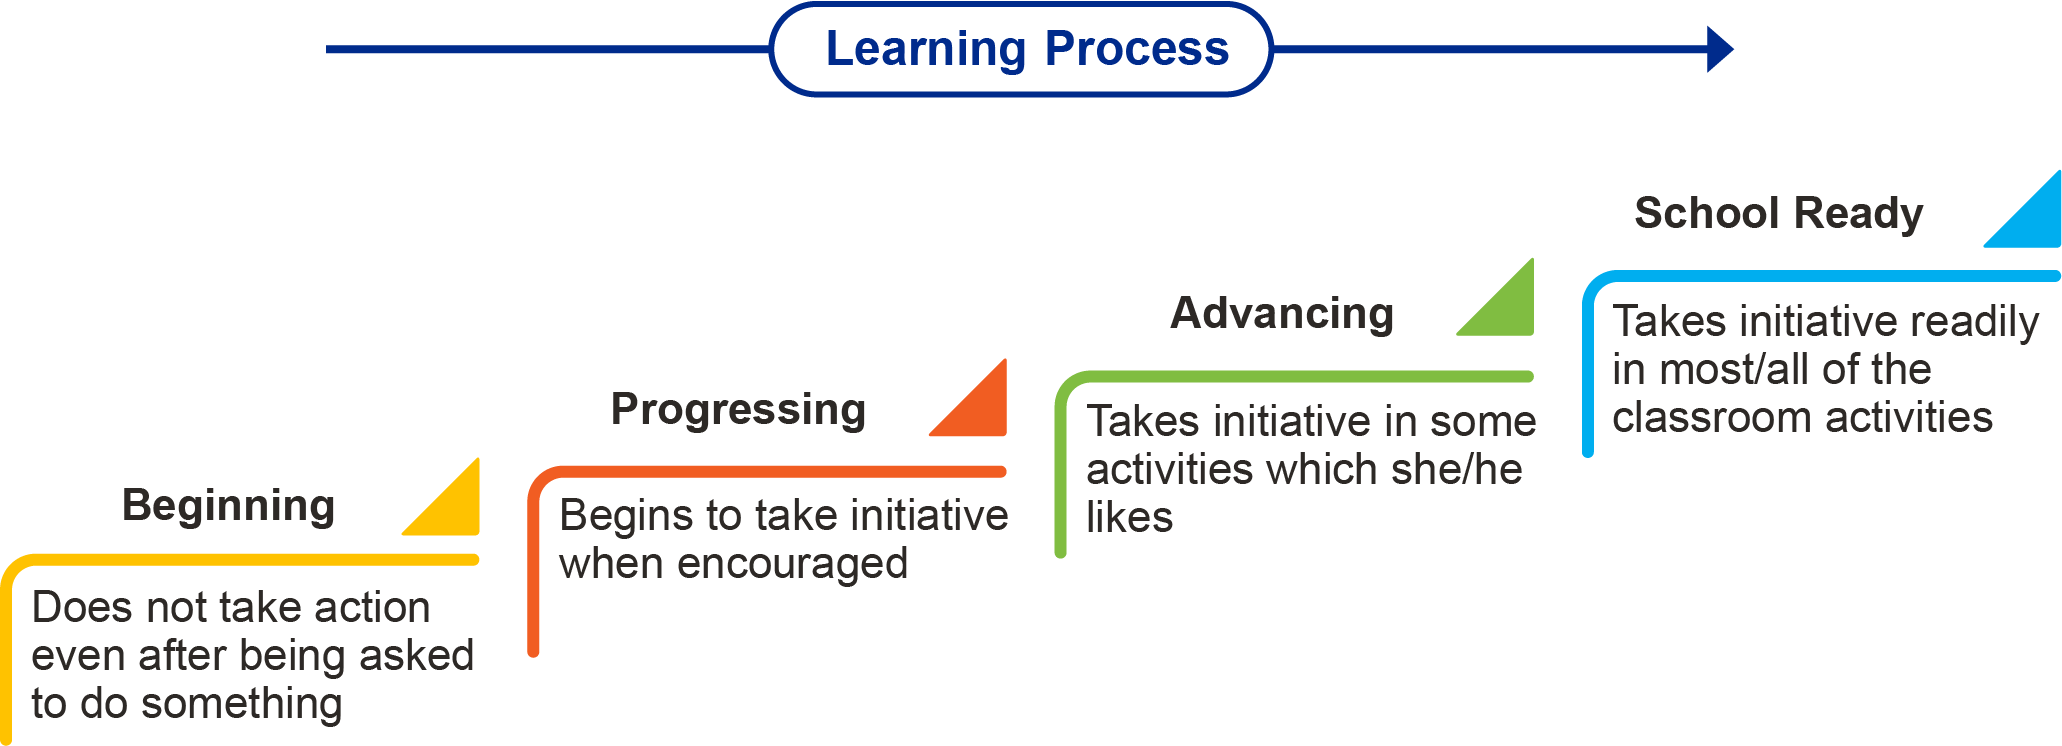 Learning Process
Beginning
Does not take action
even after being asked
to do something
Progressing
Begins to take initiative
when encouraged
Advancing
Takes initiative in some
activities which she/he
likes
School Ready
Takes initiative readily
in most/all of the
classroom activities